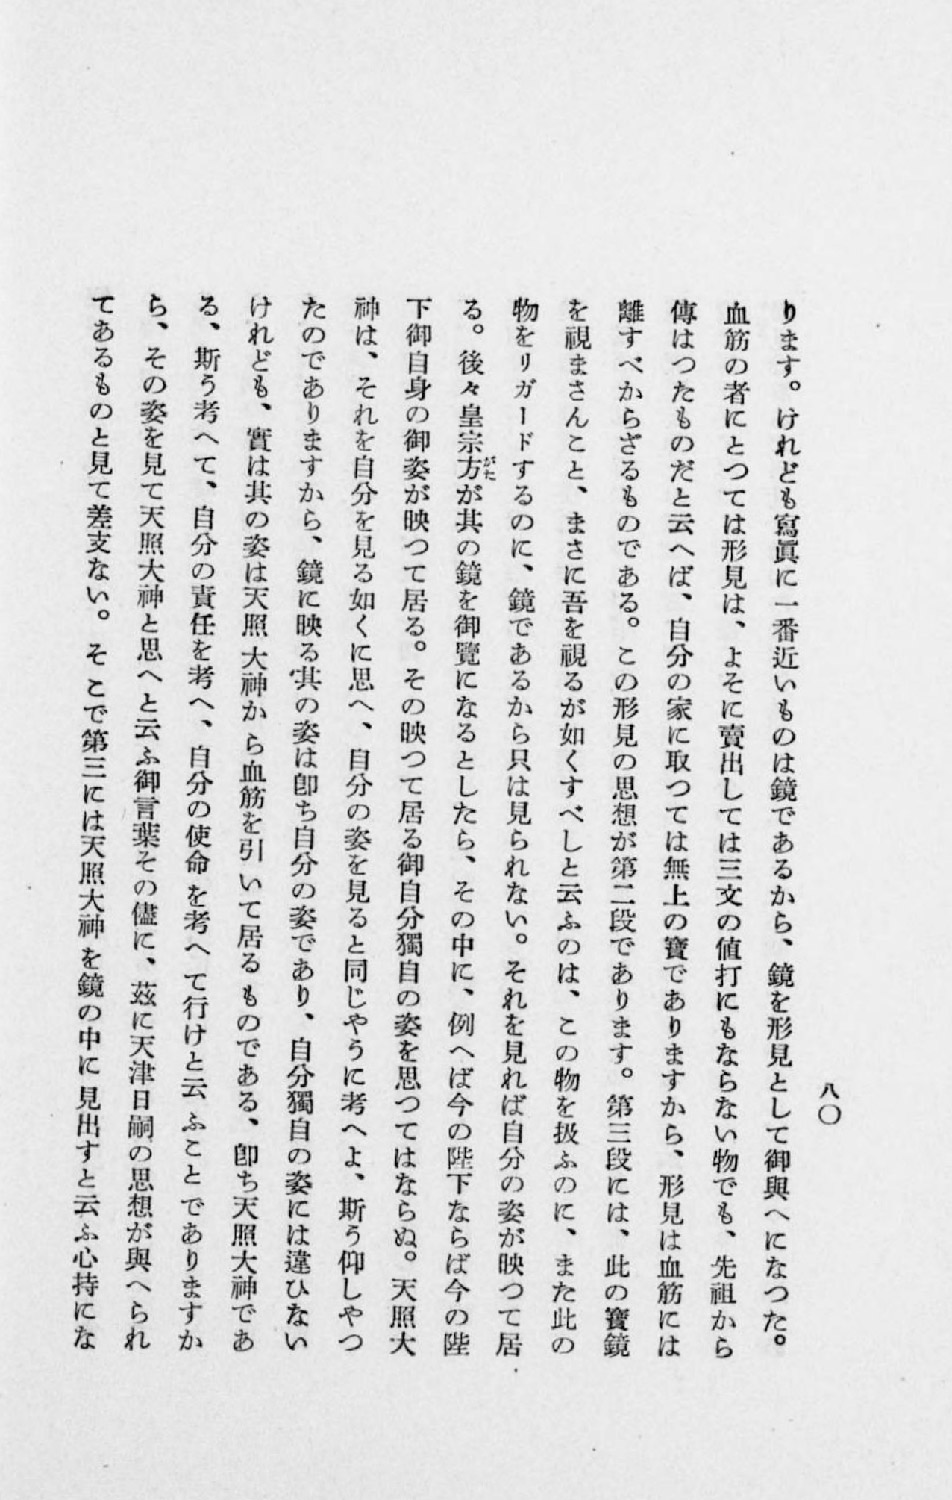 八〇
ります。けれども寫眞に一番近いものは鏡であるから、鏡を形見として御與へになつた。
血筋の者にとつては形見は、よそに賣出しては三文の値打にもならない物でも、先祖から
傳はつたものだと云へば、自分の家に取つては無上の寶でありますから、形見は血筋には
離すべからざるものである。この形見の思想が第二段であります。第三段には、此の寶鏡
を視まさんこと、まさに吾を視るが如くすべしと云ふのは、この物を扱ふのに、また此の
物をリガードするのに、鏡であるから只は見られない。それを見れば自分の姿が映つて居
る。後々皇宗方がたが其の鏡を御覽になるとしたら、その中に、例へば今の陛下ならば今の陛
下御自身の御姿が映つて居る。その映つて居る御自分獨自の姿を思つてはならぬ。天照大
神は、それを自分を見る如くに思へ、自分の姿を見ると同じやうに考へよ、斯う仰しやつ
たのでありますから、鏡に映る其の姿は卽ち自分の姿であり、自分獨自の姿には違ひない
けれども、實は其の姿は天照大神から血筋を引いて居るものである、卽ち天照大神であ
る、斯う考へて、自分の責任を考へ、自分の使命を考へて行けと云ふことでありますか
ら、その姿を見て天照大神と思へと云ふ御言葉その儘に、茲に天津日嗣の思想が與へられ
てあるものと見て差支ない。そこで第三には天照大神を鏡の中に見出すと云ふ心持にな